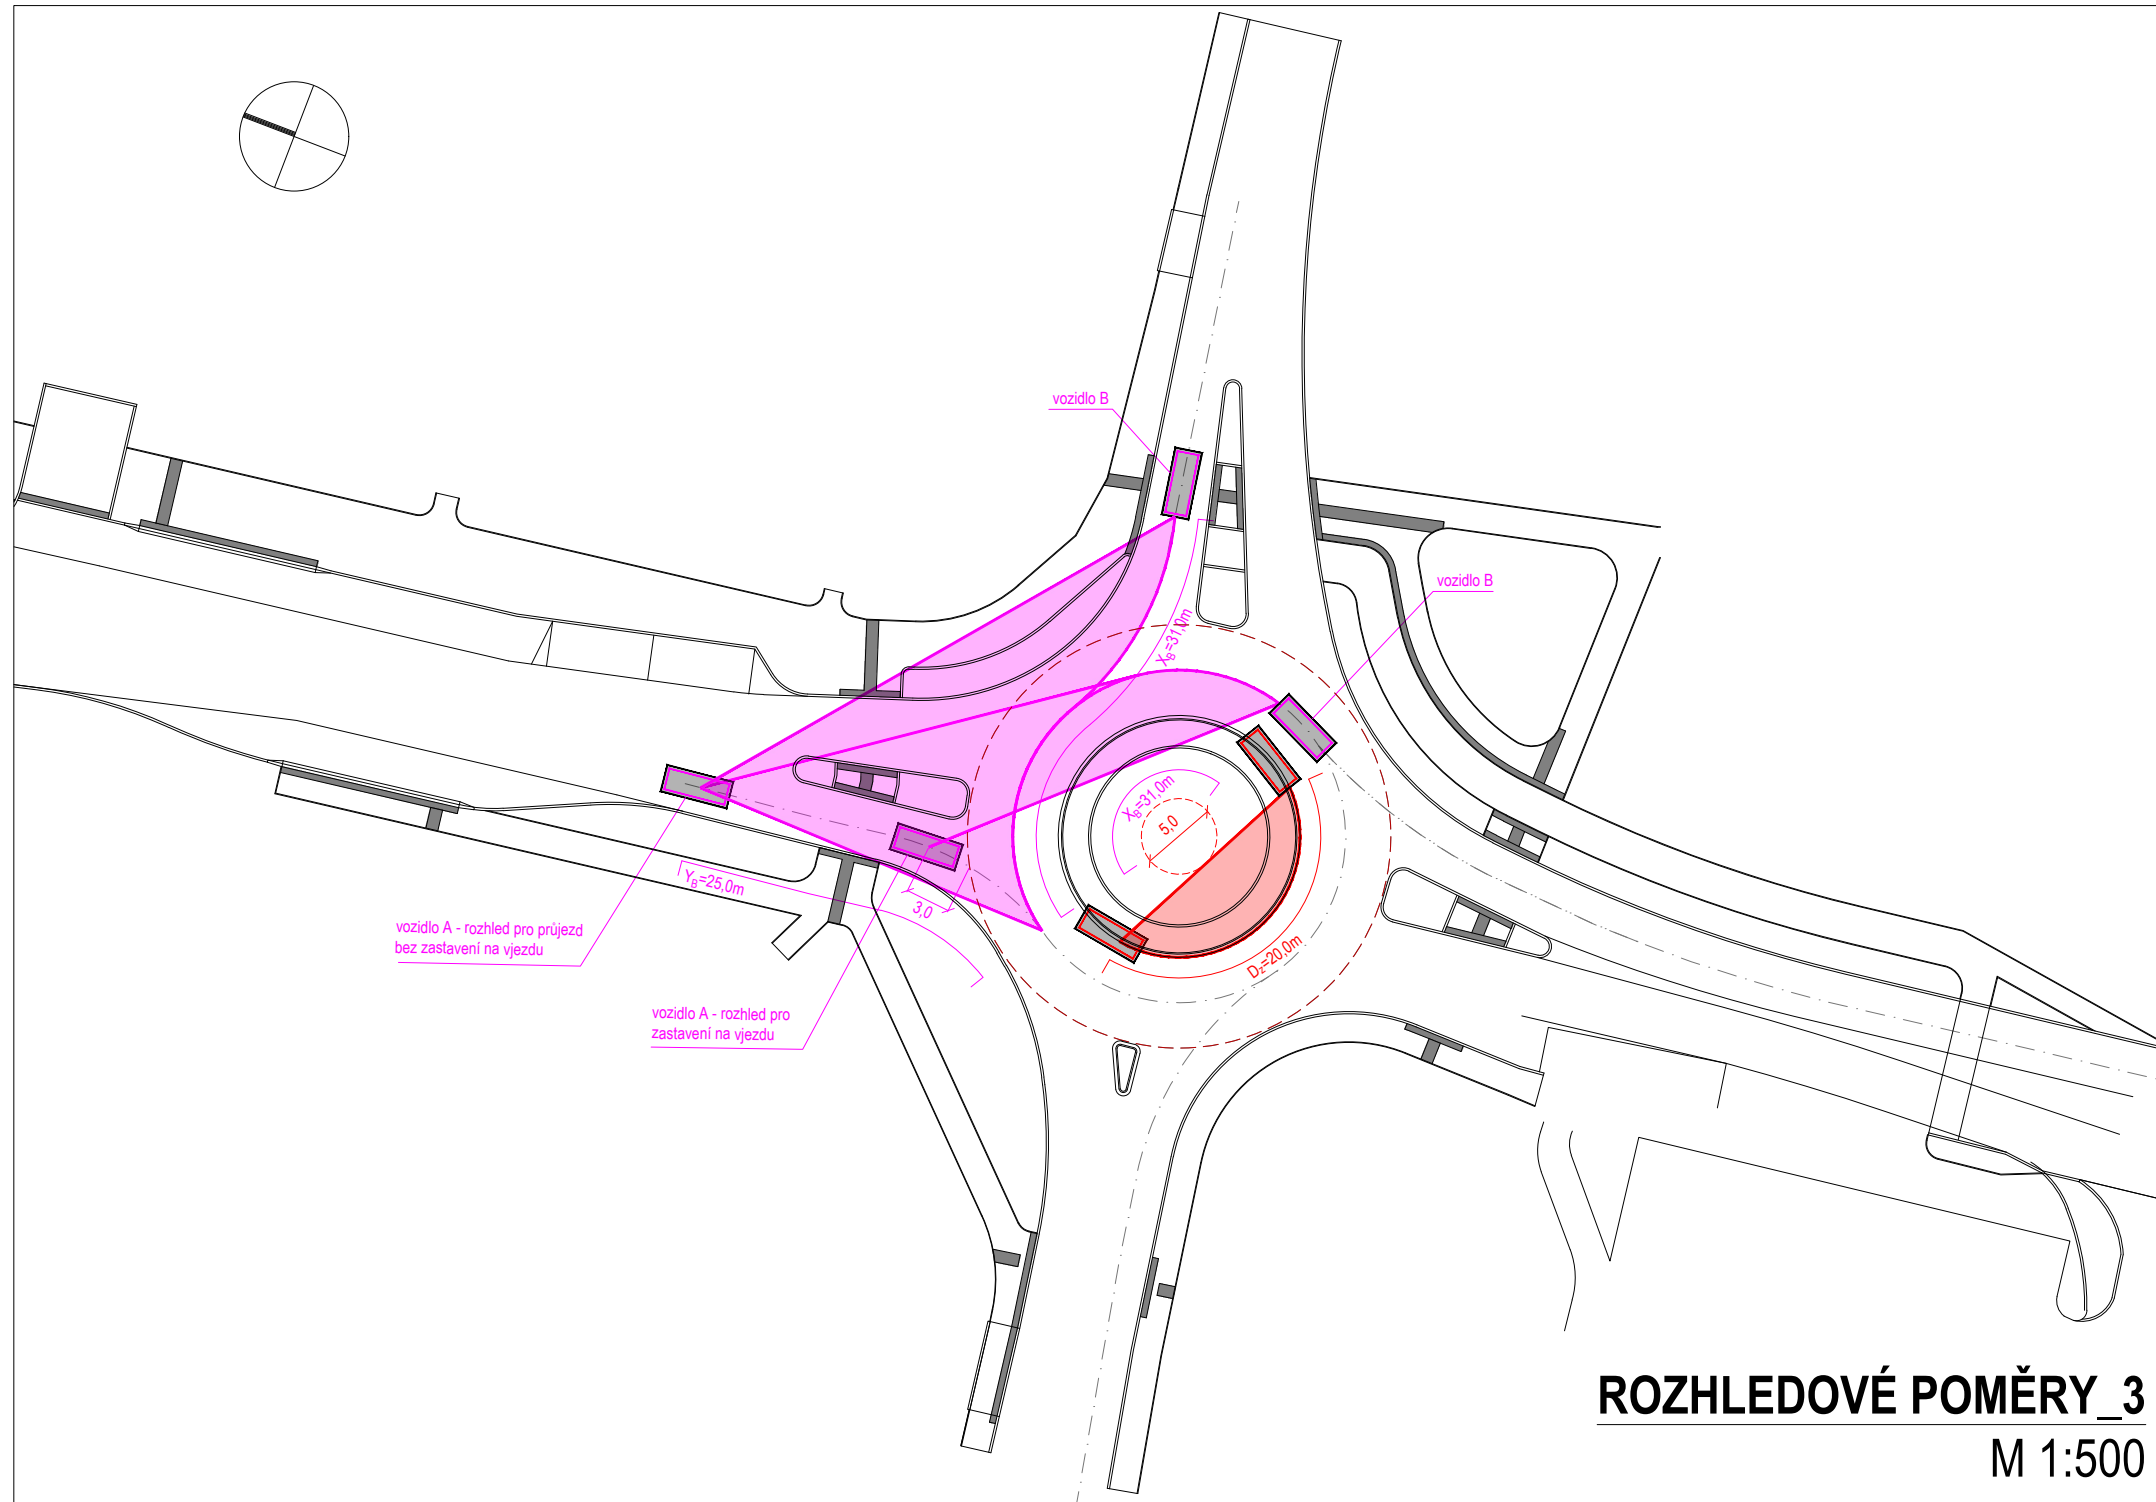 vozidlo B
vozidlo B
X_B=31,0m
X_B=31,0m
5,0
Y_B=25,0m
3,0
vozidlo A - rozhled pro průjezd
bez zastavení na vjezdu
D_z=20,0m
vozidlo A - rozhled pro
zastavení na vjezdu
ROZHLEDOVÉ POMĚRY_3
M 1:500